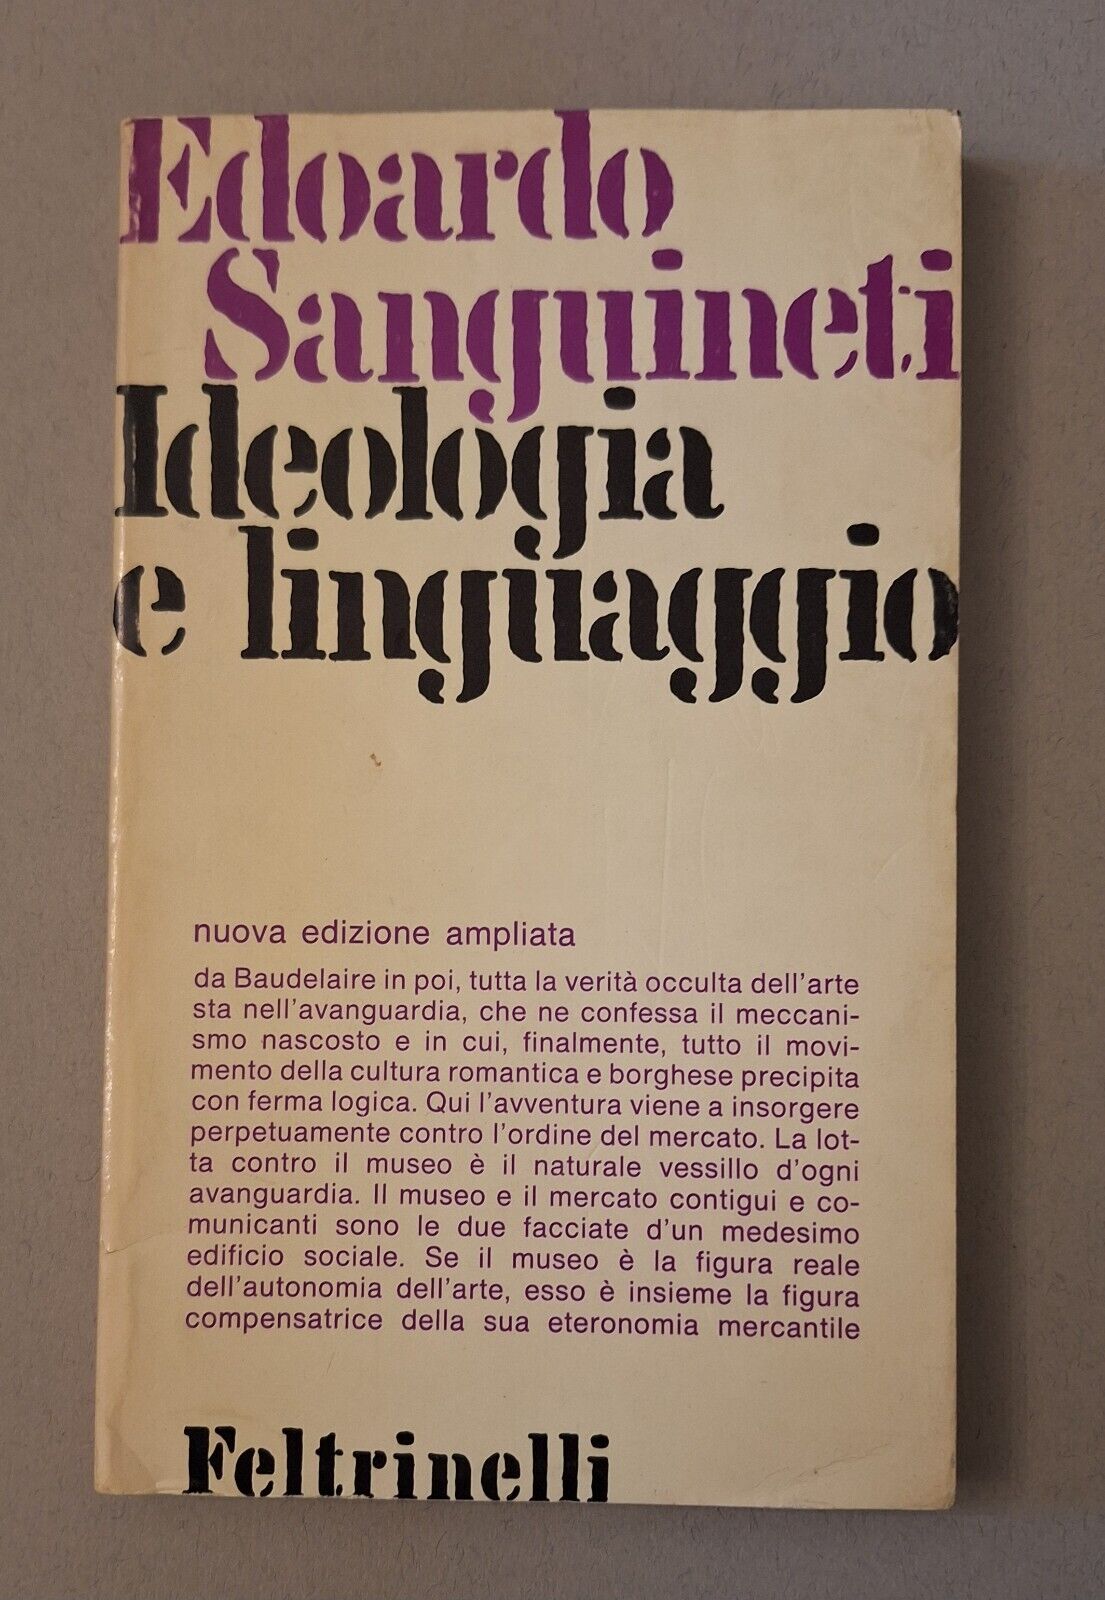 Edoardo
Sanguineti
Ideologia
e linguaggio
nuova edizione ampliata
da Baudelaire in poi, tutta la verità occulta dell'arte
sta nell'avanguardia, che ne confessa il meccani-
smo nascosto e in cui, finalmente, tutto il movi-
mento della cultura romantica e borghese precipita
con ferma logica. Qui l'avventura viene a insorgere
perpetuamente contro l'ordine del mercato. La lot-
ta contro il museo è il naturale vessillo d'ogni
avanguardia. Il museo e il mercato contigui e co-
municanti sono le due facciate d'un medesimo
edificio sociale. Se il museo è la figura reale
dell'autonomia dell'arte, esso è insieme la figura
compensatrice della sua eteronomia mercantile
Feltrinelli